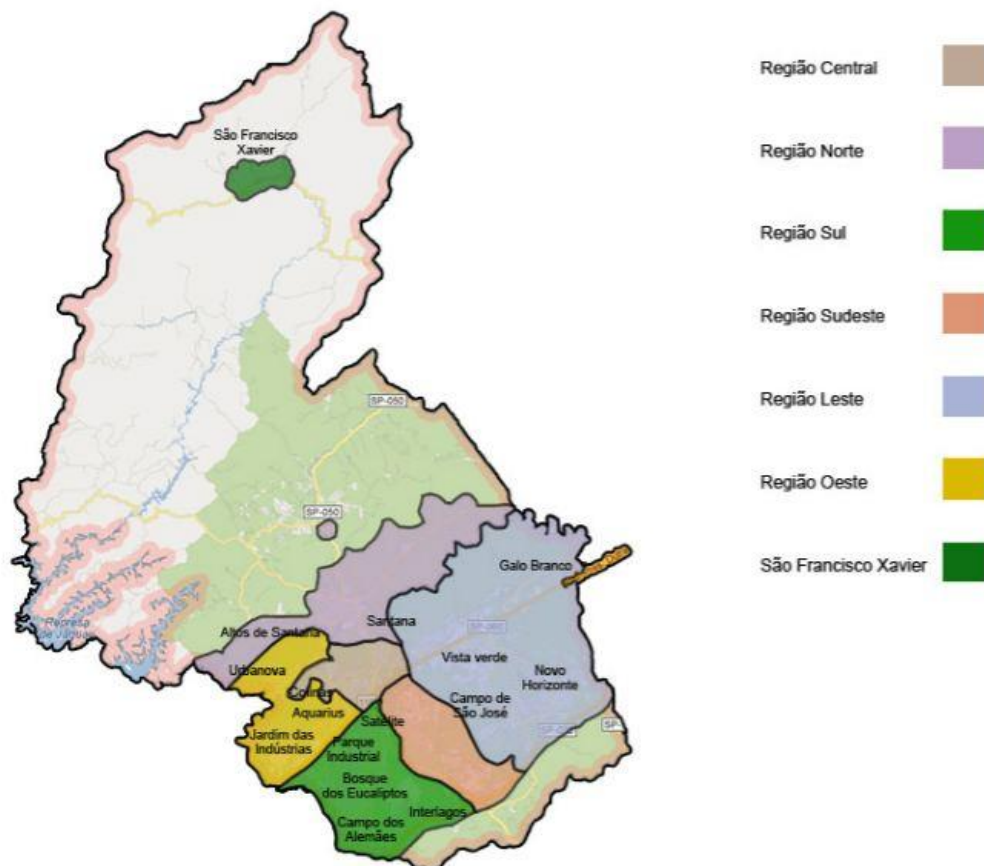 São Francisco
Xavier
SP-050
SP-050
Galo Branco
Santana
Altos de Santana
Urbanova
Vista verde
Novo
Horizonte
Colinas
Aquarius
Campo de
São José
Satélite
Jardim das
Indústrias
Parque
Industrial
Bosque
dos Eucaliptos
Interlagos
Campo dos
Alemães
Represa
Região Central
Região Norte
Região Sul
Região Sudeste
Região Leste
Região Oeste
São Francisco Xavier